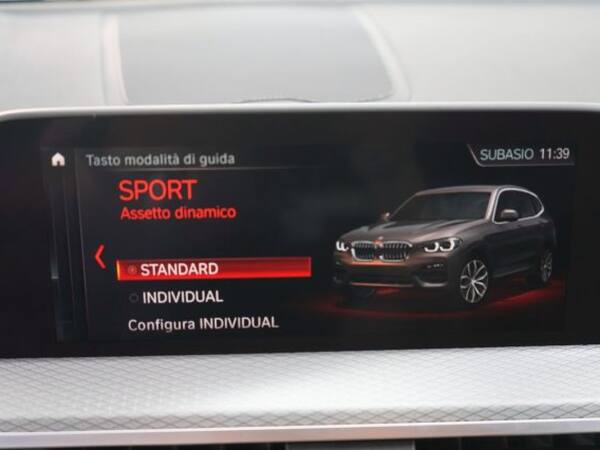 Tasto modalità di guida
SUBASIO 11:39
SPORT
Assetto dinamico
STANDARD
INDIVIDUAL
Configura INDIVIDUAL